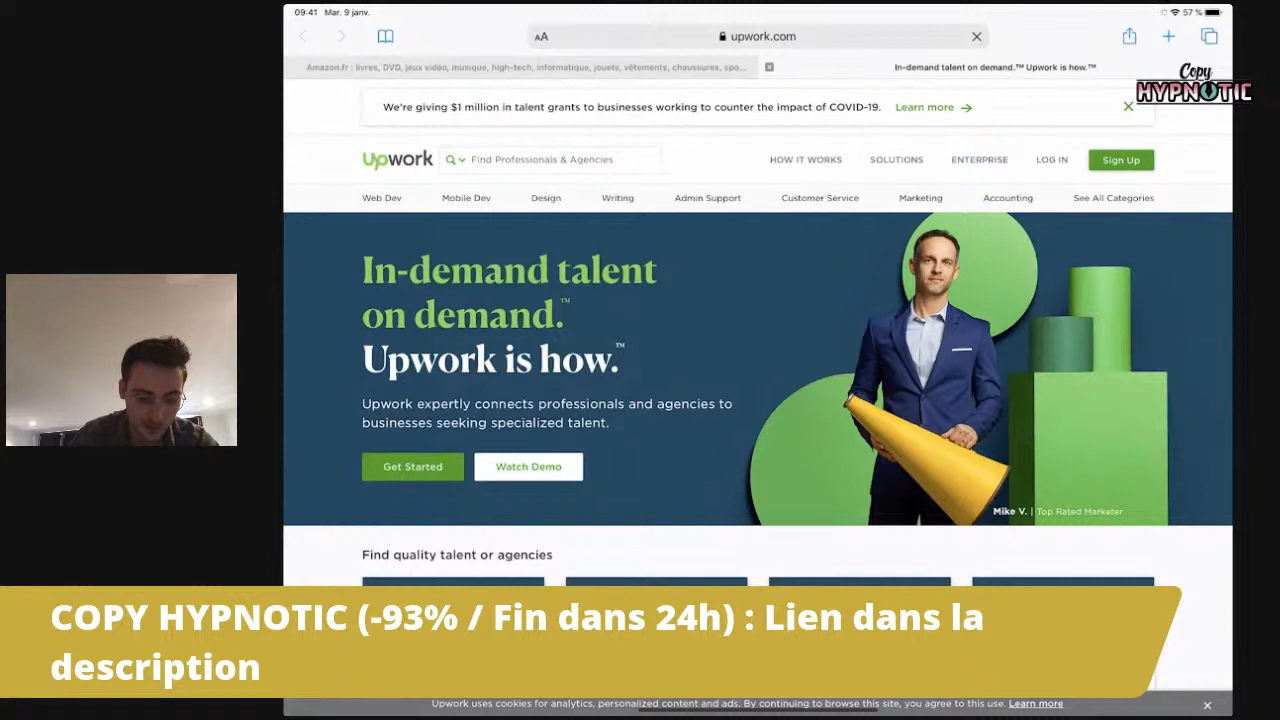 09:41 Mar. 9 janv.
57 %
AA
upwork.com
Amazon.fr : livres, DVD, jeux vidéo, musique, high-tech, informatique, jouets, vêtements, chaussures, spo...
In-demand talent on demand.™ Upwork is how.™
Copy
HYPNOTIC
We're giving $1 million in talent grants to businesses working to counter the impact of COVID-19. Learn more →
upwork
Find Professionals & Agencies
HOW IT WORKS SOLUTIONS ENTERPRISE LOG IN Sign Up
Web Dev Mobile Dev Design Writing Admin Support Customer Service Marketing Accounting See All Categories
In-demand talent
on demand.™
Upwork is how.™
Upwork expertly connects professionals and agencies to
businesses seeking specialized talent.
Get Started Watch Demo
Mike V. | Top Rated Marketer
Find quality talent or agencies
COPY HYPNOTIC (-93% / Fin dans 24h) : Lien dans la
description
Upwork uses cookies for analytics, personalized content and ads. By continuing to browse this site, you agree to this use. Learn more